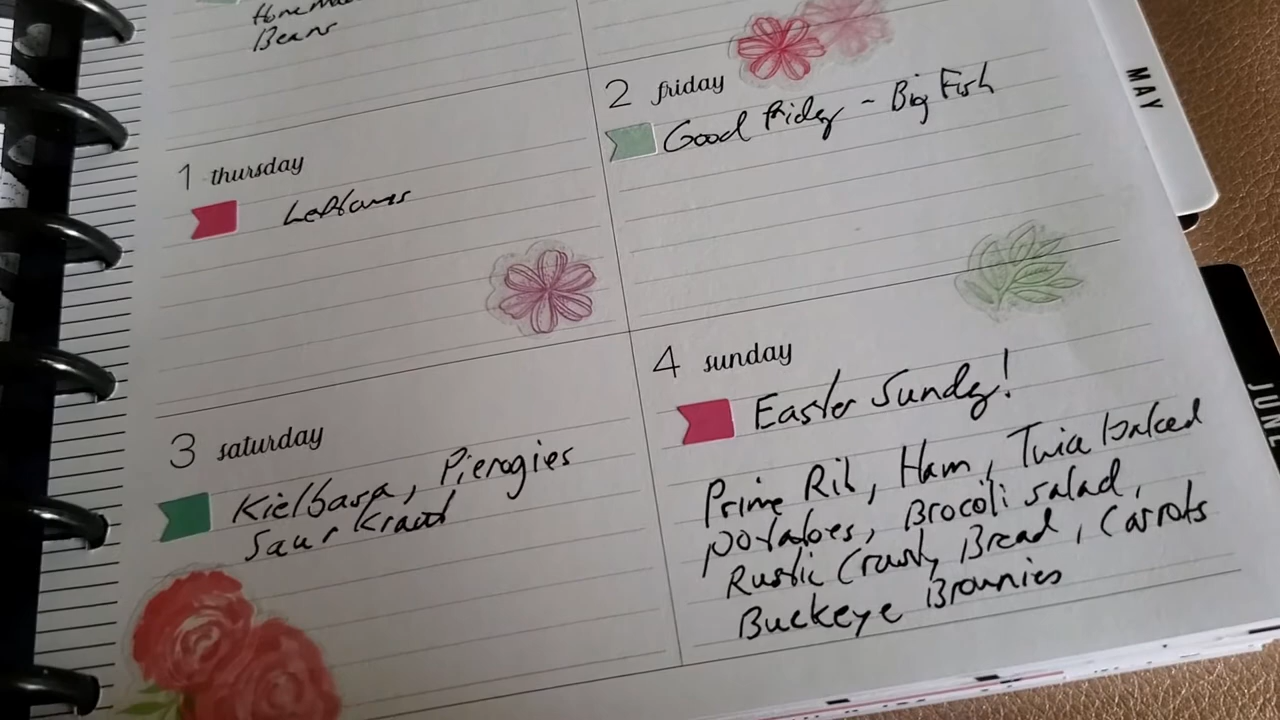 Homema
Beans
1 thursday
Leftovers
2 friday
Good friday - Big Fish
3 saturday
Kielbasa, Pierogies
Saur Kraut
4 sunday
Easter Sunday!
Prime Rib, Ham, Twice baked
potatoes, Brocoli salad,
Rustic Crusty Bread, Carrots
Buckeye Brownies
MAY
JUNE